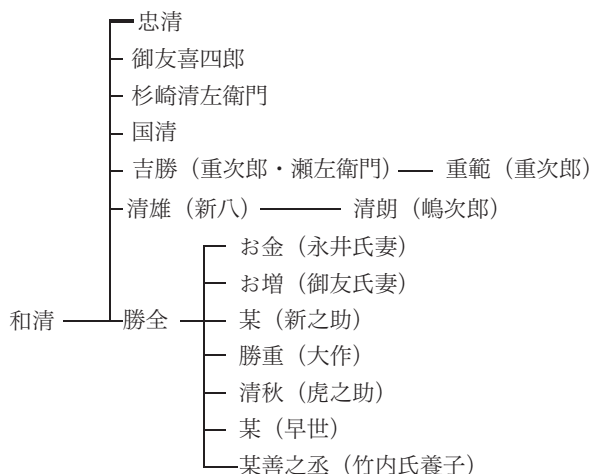 忠清
御友喜四郎
杉崎清左衛門
国清
吉勝（重次郎・瀬左衛門） 重範（重次郎）
清雄（新八） 清朗（嶋次郎）
お金（永井氏妻）
お増（御友氏妻）
和清 勝全 某（新之助）
勝重（大作）
清秋（虎之助）
某（早世）
某善之丞（竹内氏養子）